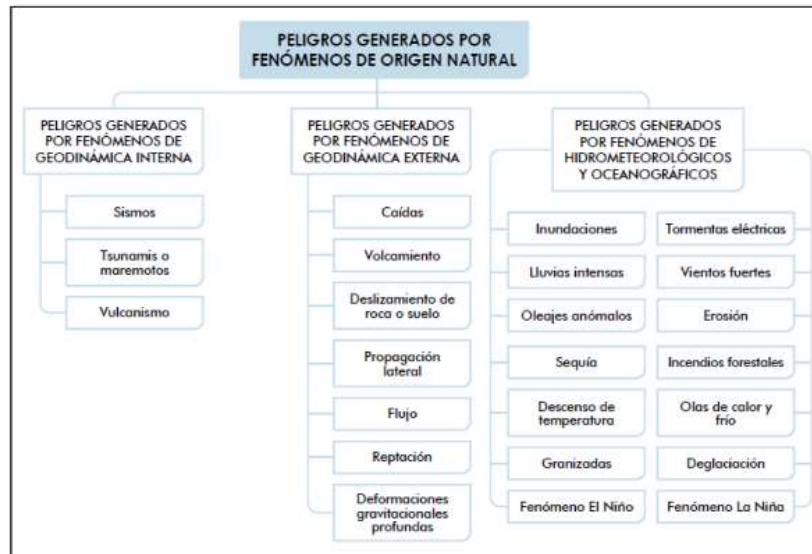 PELIGROS GENERADOS POR
FENÓMENOS DE ORIGEN NATURAL
PELIGROS GENERADOS
POR FENÓMENOS DE
GEODINÁMICA INTERNA
Sismos
Tsunamis o
maremotos
Vulcanismo
PELIGROS GENERADOS
POR FENÓMENOS DE
GEODINÁMICA EXTERNA
Caídas
Volcamiento
Deslizamiento de
roca o suelo
Propagación
lateral
Flujo
Reptación
Deformaciones
gravitacionales
profundas
PELIGROS GENERADOS
POR FENÓMENOS DE
HIDROMETEOROLÓGICOS
Y OCEANOGRÁFICOS
Inundaciones
Lluvias intensas
Oleajes anómalos
Sequía
Descenso de
temperatura
Granizadas
Fenómeno El Niño
Tormentas eléctricas
Vientos fuertes
Erosión
Incendios forestales
Olas de calor y
frío
Deglaciación
Fenómeno La Niña